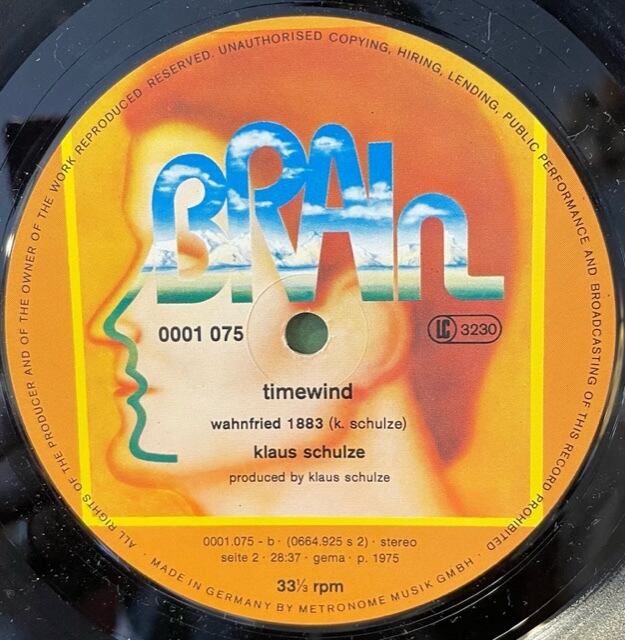 ALL RIGHTS OF THE PRODUCER AND OF THE OWNER OF THE WORK REPRODUCED RESERVED. UNAUTHORISED COPYING, HIRING, LENDING, PUBLIC PERFORMANCE AND BROADCASTING OF THIS RECORD PROHIBITED
BRAIn
0001 075
LC 3230
timewind
wahnfried 1883 (k. schulze)
klaus schulze
produced by klaus schulze
0001.075 - b · (0664.925 s 2) · stereo
seite 2 · 28:37 · gema · p. 1975
33⅓ rpm
· MADE IN GERMANY BY METRONOME MUSIK GMBH ·